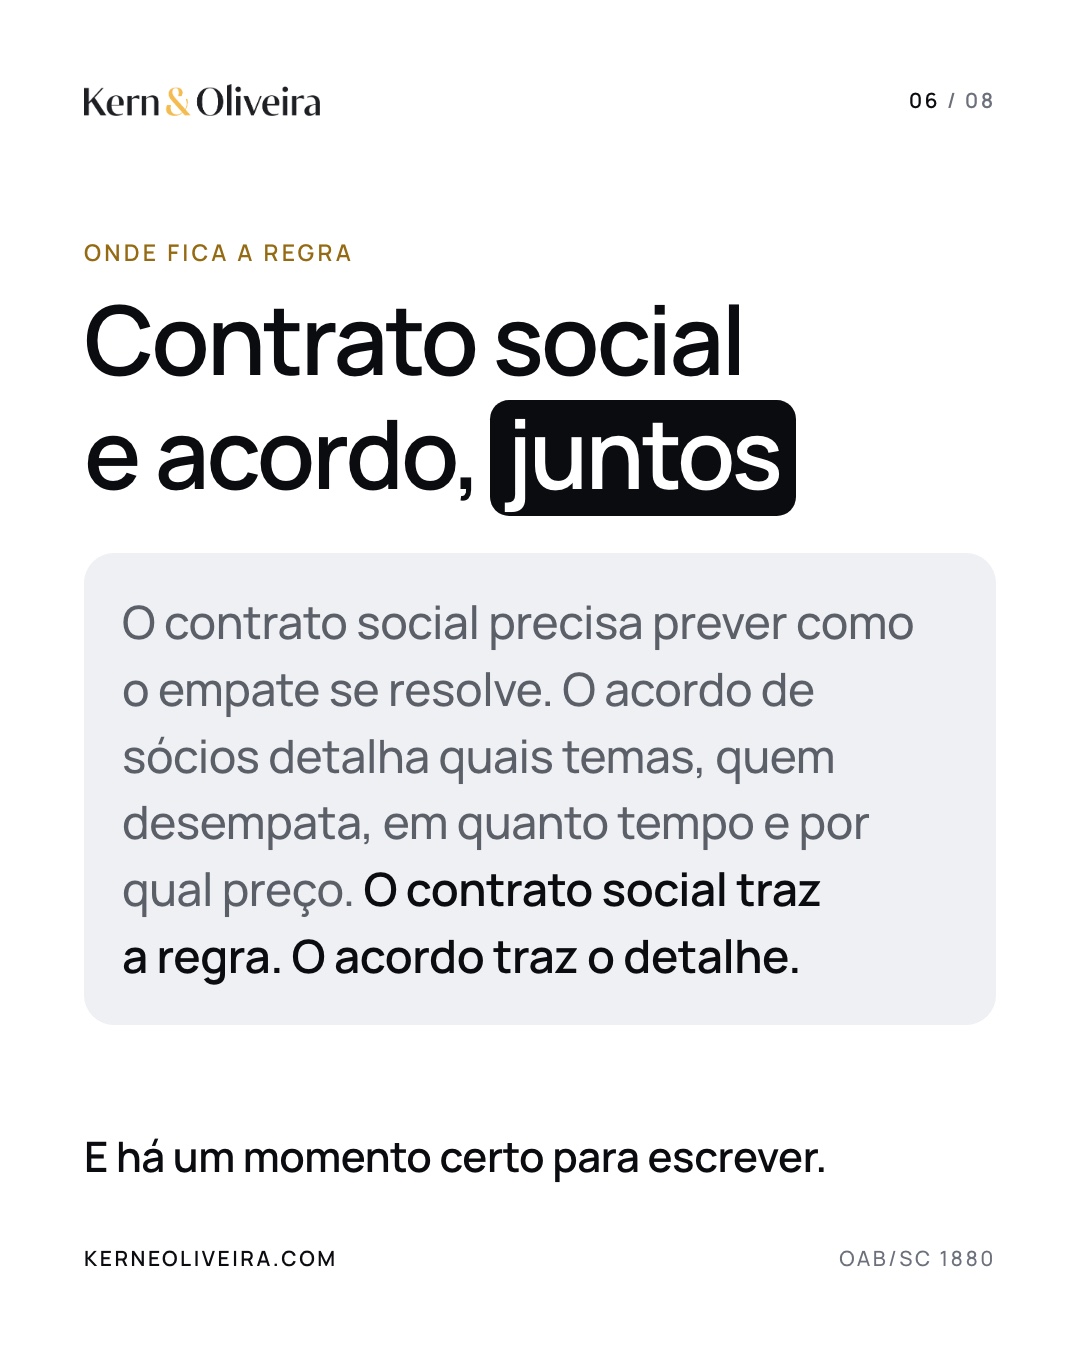 Kern & Oliveira
06 / 08
ONDE FICA A REGRA
Contrato social
e acordo, juntos
O contrato social precisa prever como
o empate se resolve. O acordo de
sócios detalha quais temas, quem
desempata, em quanto tempo e por
qual preço. O contrato social traz
a regra. O acordo traz o detalhe.
E há um momento certo para escrever.
KERNEOLIVEIRA.COM
OAB/SC 1880